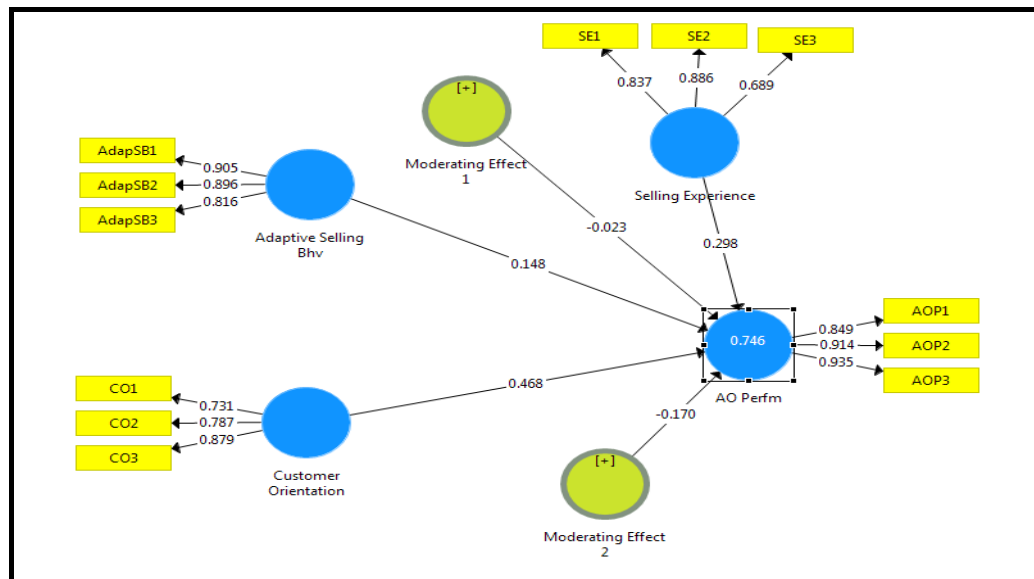 SE1
SE2
SE3
0.837
0.886
0.689
Selling Experience
0.298
[+]
Moderating Effect
1
-0.023
AdapSB1
AdapSB2
AdapSB3
0.905
0.896
0.816
Adaptive Selling
Bhv
0.148
CO1
CO2
CO3
0.731
0.787
0.879
Customer
Orientation
0.468
0.746
AO Perfm
0.849
0.914
0.935
AOP1
AOP2
AOP3
-0.170
[+]
Moderating Effect
2